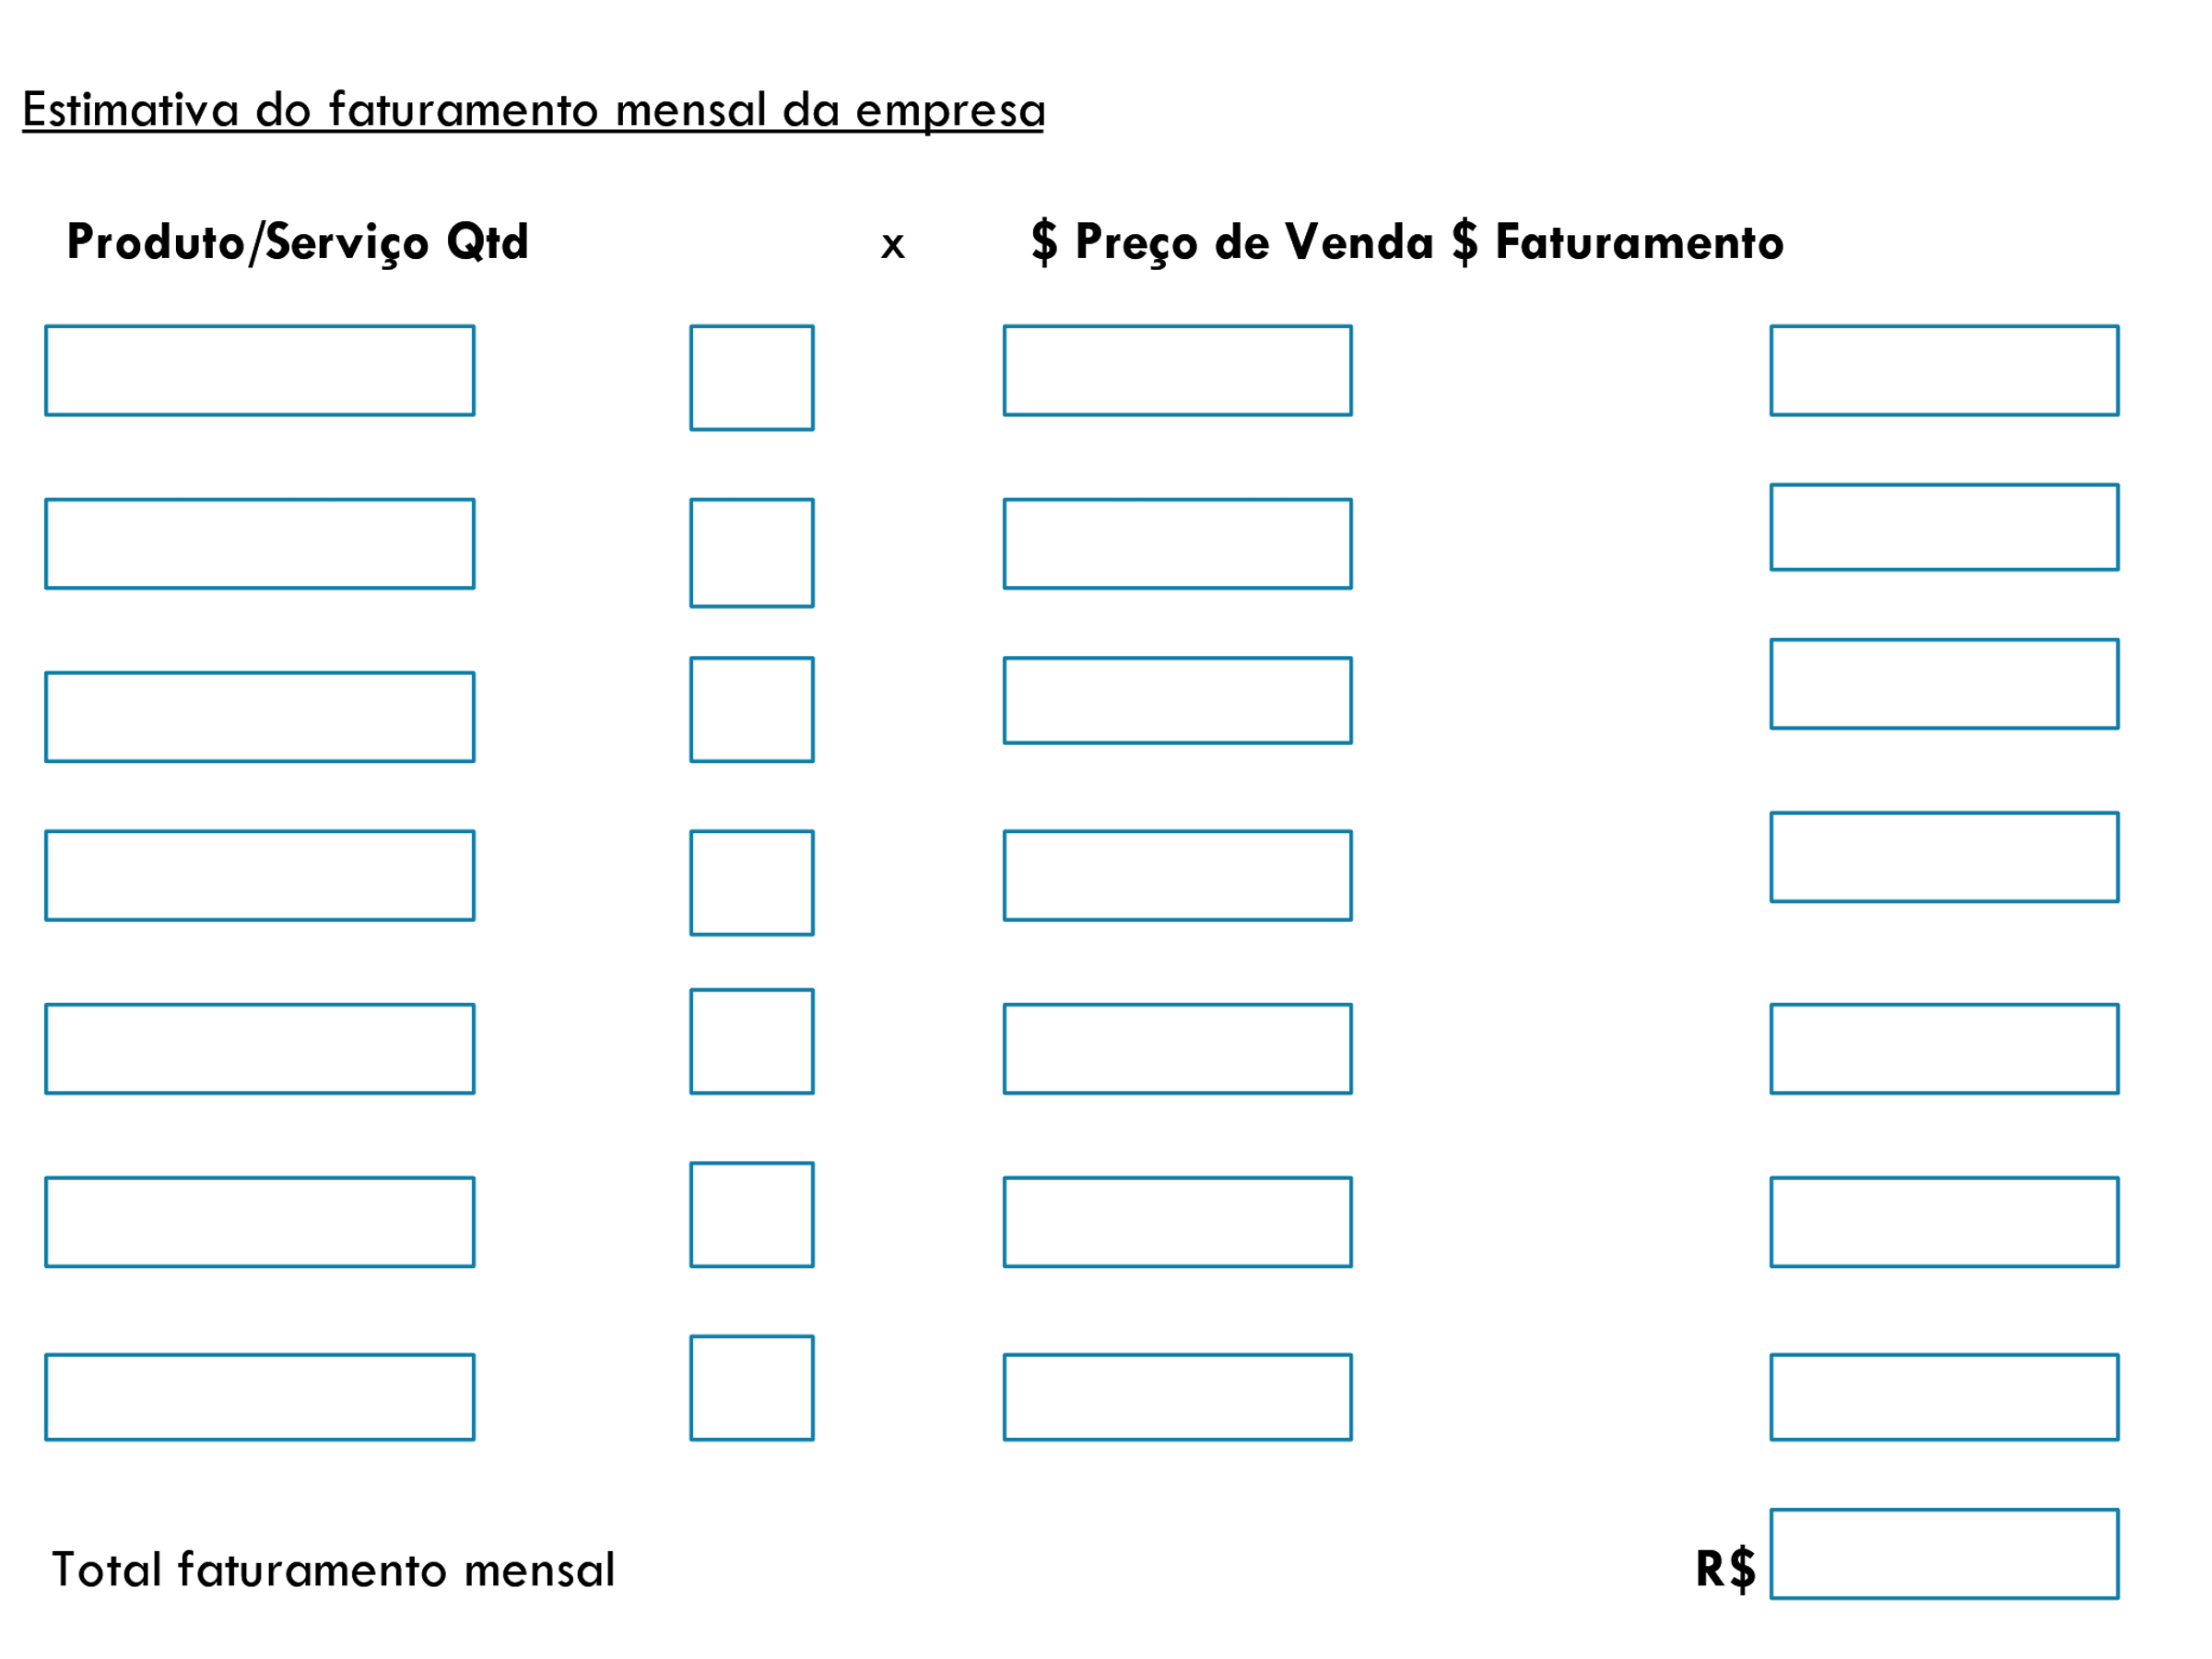 Estimativa do faturamento mensal da empresa
Produto/Serviço Qtd x $ Preço de Venda $ Faturamento
Total faturamento mensal R$